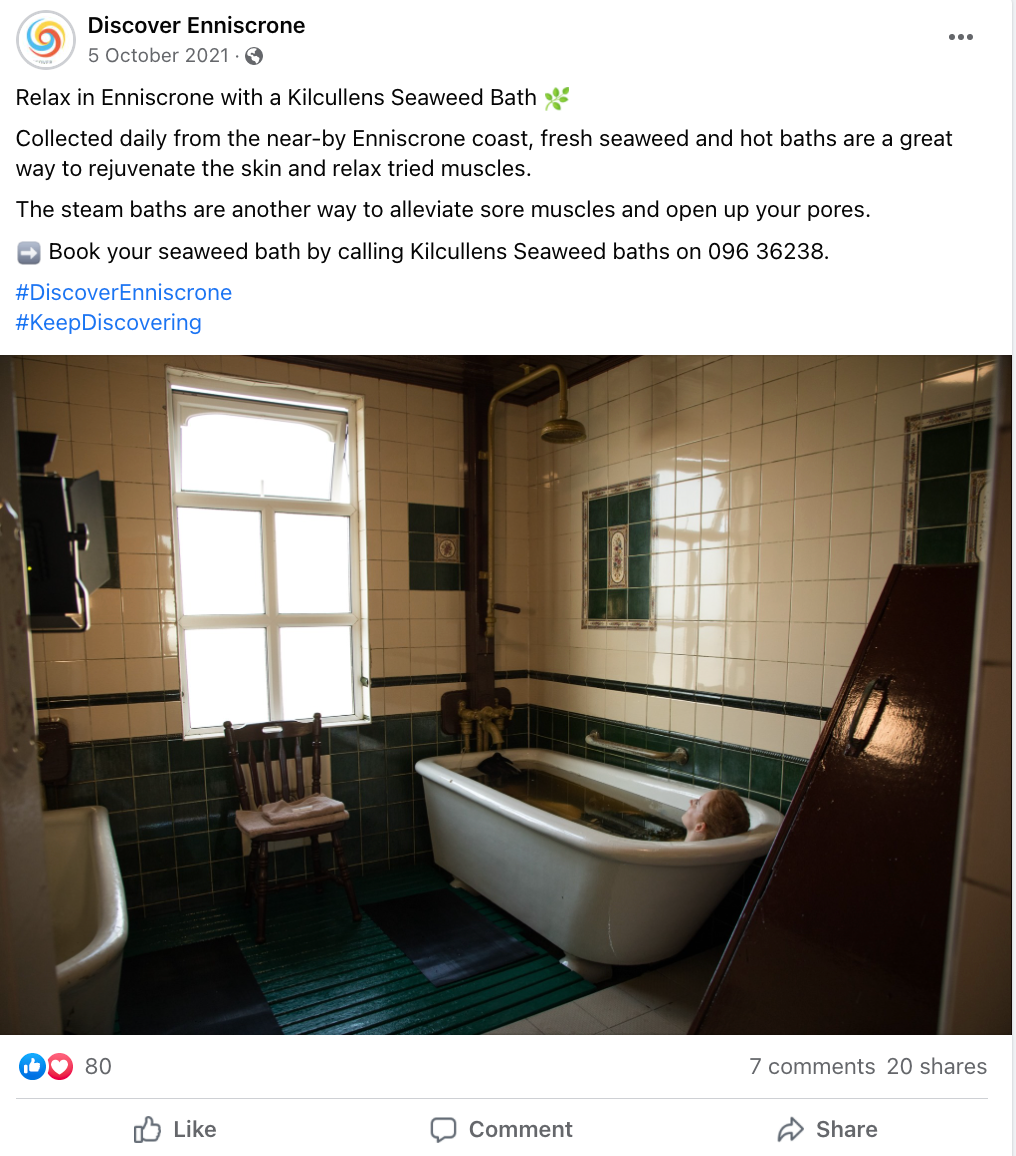 Discover Enniscrone
5 October 2021 ·
Relax in Enniscrone with a Kilcullens Seaweed Bath 🌿
Collected daily from the near-by Enniscrone coast, fresh seaweed and hot baths are a great
way to rejuvenate the skin and relax tried muscles.
The steam baths are another way to alleviate sore muscles and open up your pores.
➡️ Book your seaweed bath by calling Kilcullens Seaweed baths on 096 36238.
#DiscoverEnniscrone
#KeepDiscovering
80
7 comments 20 shares
Like
Comment
Share